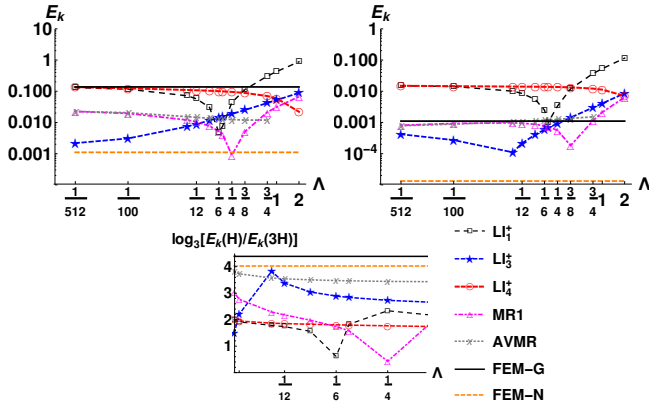 E_k
10
1
0.100
0.010
0.001
1/512
1/100
1/12
1/6
1/4
3/8
3/4
1
2
Λ
E_k
10
1
0.100
0.010
0.001
10^-4
1/512
1/100
1/12
1/6
1/4
3/8
3/4
1
2
Λ
log_3[E_k(H)/E_k(3H)]
4
3
2
1
1/12
1/6
1/4
Λ
LI_1^+
LI_3^+
LI_4^+
MR1
AVMR
FEM-G
FEM-N